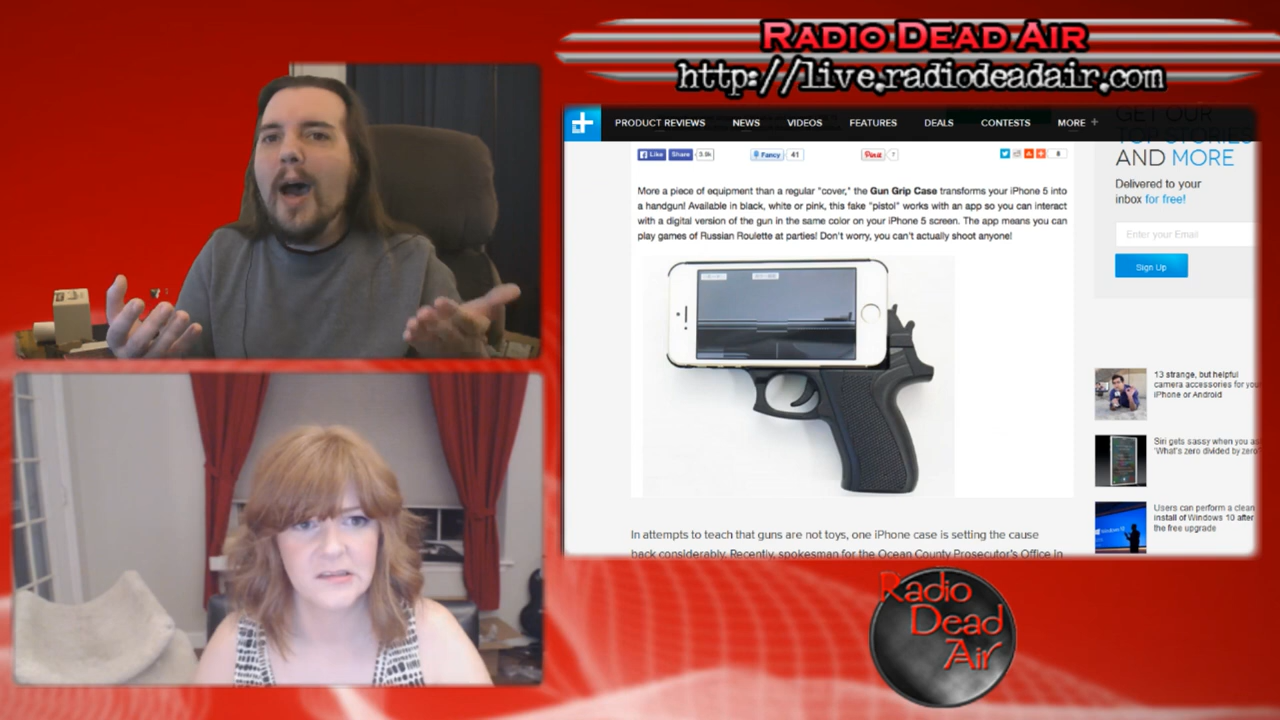 RADIO DEAD AIR
http://live.radiodeadair.com
PRODUCT REVIEWS NEWS VIDEOS FEATURES DEALS CONTESTS MORE +
GET OUR
TOP STORIES
AND MORE
Delivered to your
inbox for free!
Enter your Email
Sign Up
Like Share 3.9k Fancy 41 Pin it 7 8
More a piece of equipment than a regular "cover," the Gun Grip Case transforms your iPhone 5 into
a handgun! Available in black, white or pink, this fake "pistol" works with an app so you can interact
with a digital version of the gun in the same color on your iPhone 5 screen. The app means you can
play games of Russian Roulette at parties! Don't worry, you can't actually shoot anyone!
13 strange, but helpful
camera accessories for you
iPhone or Android
Siri gets sassy when you as
'What's zero divided by zero
Users can perform a clean
install of Windows 10 after
the free upgrade
In attempts to teach that guns are not toys, one iPhone case is setting the cause
back considerably. Recently, spokesman for the Ocean County Prosecutor's Office in
Radio
Dead
Air